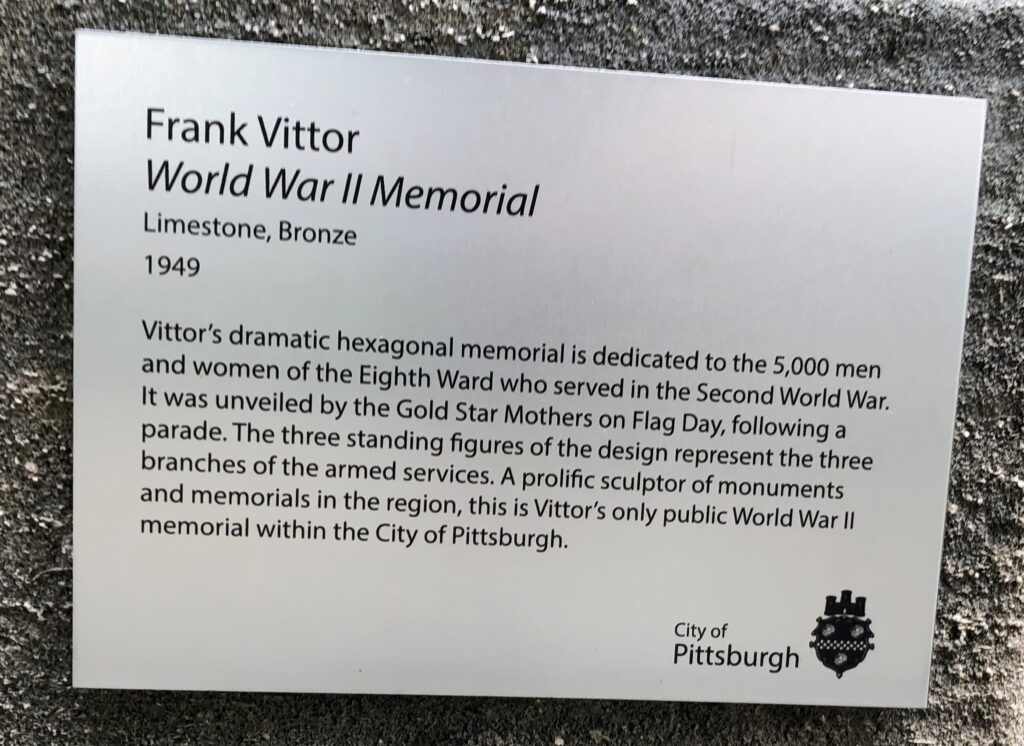 Frank Vittor
World War II Memorial
Limestone, Bronze
1949
Vittor’s dramatic hexagonal memorial is dedicated to the 5,000 men
and women of the Eighth Ward who served in the Second World War.
It was unveiled by the Gold Star Mothers on Flag Day, following a
parade. The three standing figures of the design represent the three
branches of the armed services. A prolific sculptor of monuments
and memorials in the region, this is Vittor’s only public World War II
memorial within the City of Pittsburgh.
City of
Pittsburgh